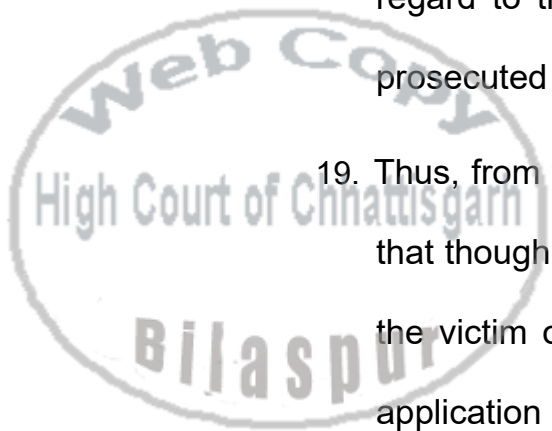 regard to th
Web Copy
prosecuted
19. Thus, from
High Court of Chhattisgarh
that though
Bilaspur
the victim o
application